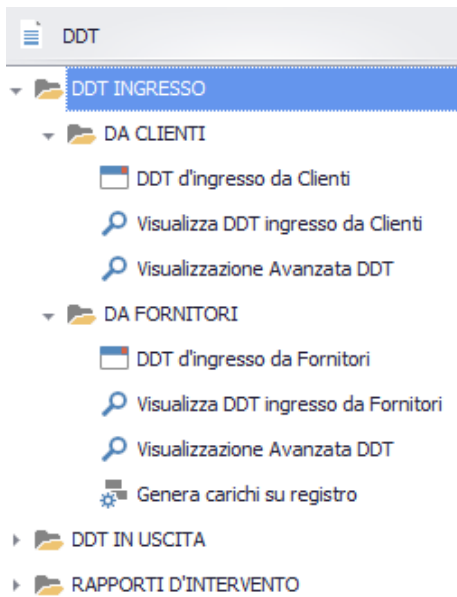 DDT
DDT INGRESSO
DA CLIENTI
DDT d'ingresso da Clienti
Visualizza DDT ingresso da Clienti
Visualizzazione Avanzata DDT
DA FORNITORI
DDT d'ingresso da Fornitori
Visualizza DDT ingresso da Fornitori
Visualizzazione Avanzata DDT
Genera carichi su registro
DDT IN USCITA
RAPPORTI D'INTERVENTO